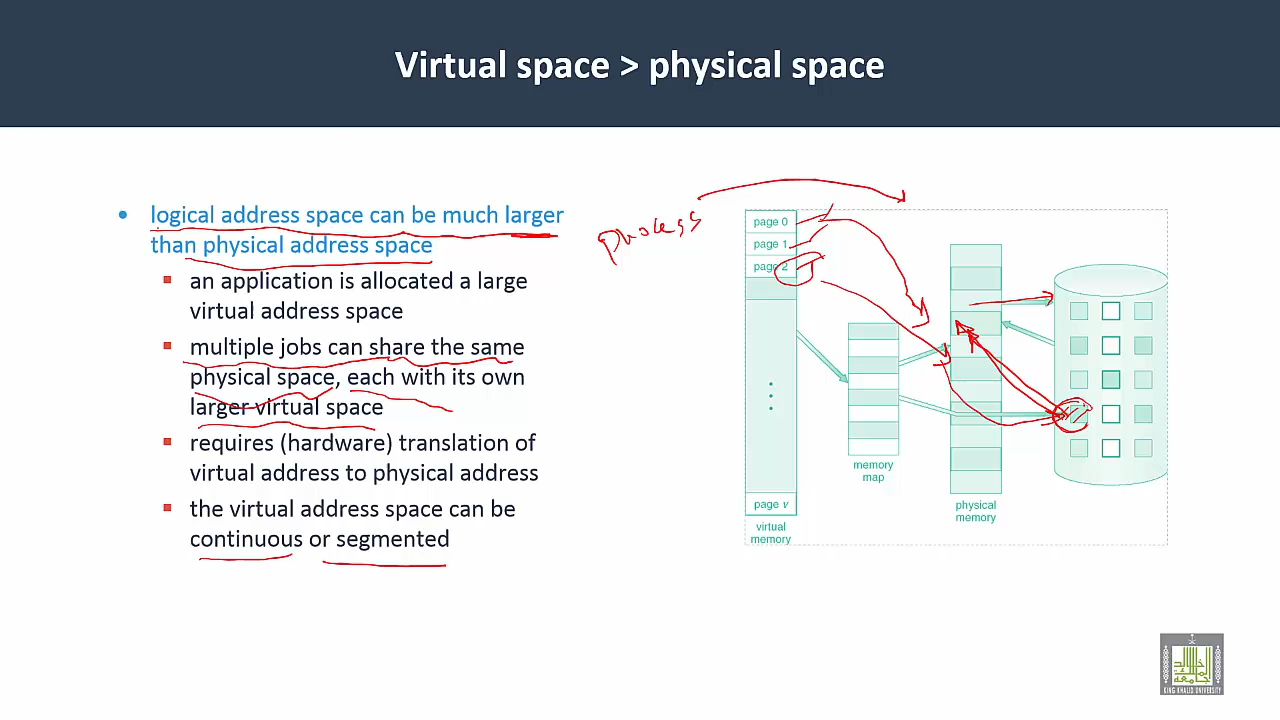 Virtual space > physical space
• logical address space can be much larger
than physical address space
▪ an application is allocated a large
virtual address space
▪ multiple jobs can share the same
physical space, each with its own
larger virtual space
▪ requires (hardware) translation of
virtual address to physical address
▪ the virtual address space can be
continuous or segmented
process
page 0
page 1
page 2
page v
virtual
memory
memory
map
physical
memory
KING KHALID UNIVERSITY